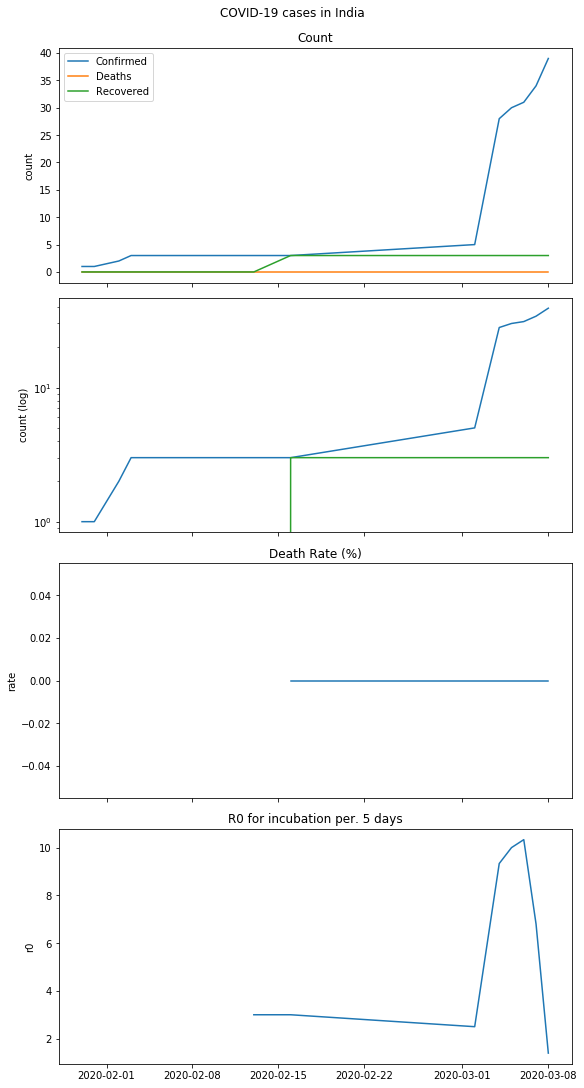 COVID-19 cases in India
Count
40
35
30
25
20
15
10
5
0
count
Confirmed
Deaths
Recovered
10¹
10⁰
count (log)
Death Rate (%)
0.04
0.02
0.00
−0.02
−0.04
rate
R0 for incubation per. 5 days
10
8
6
4
2
r0
2020-02-01 2020-02-08 2020-02-15 2020-02-22 2020-03-01 2020-03-08